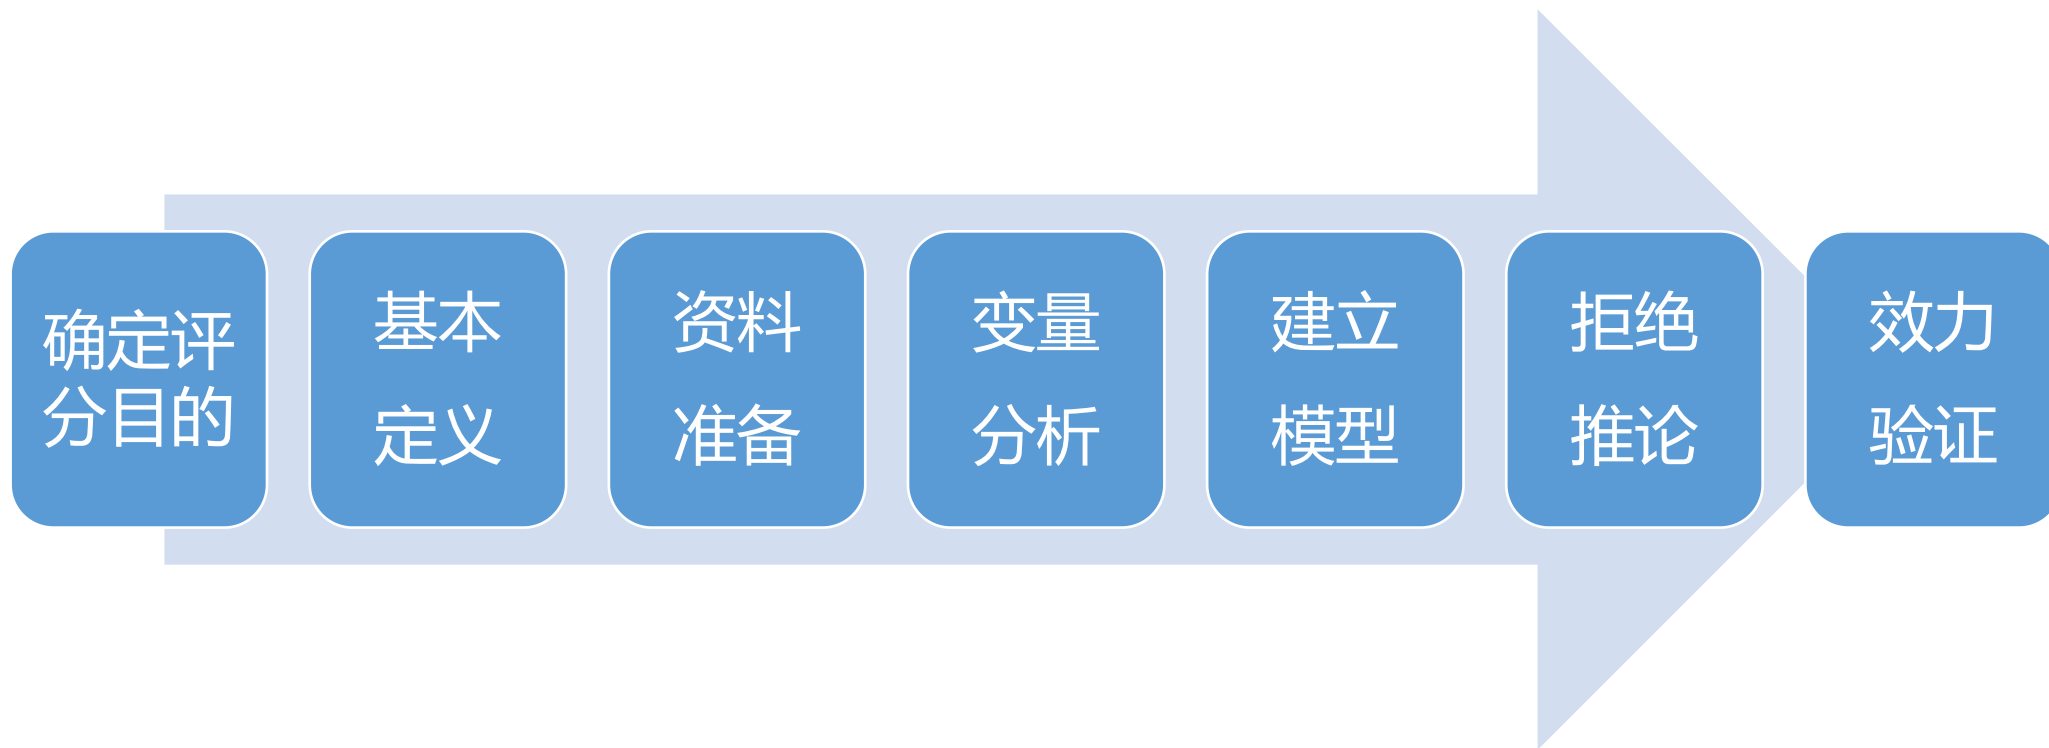 确定评
分目的
基本
定义
资料
准备
变量
分析
建立
模型
拒绝
推论
效力
验证